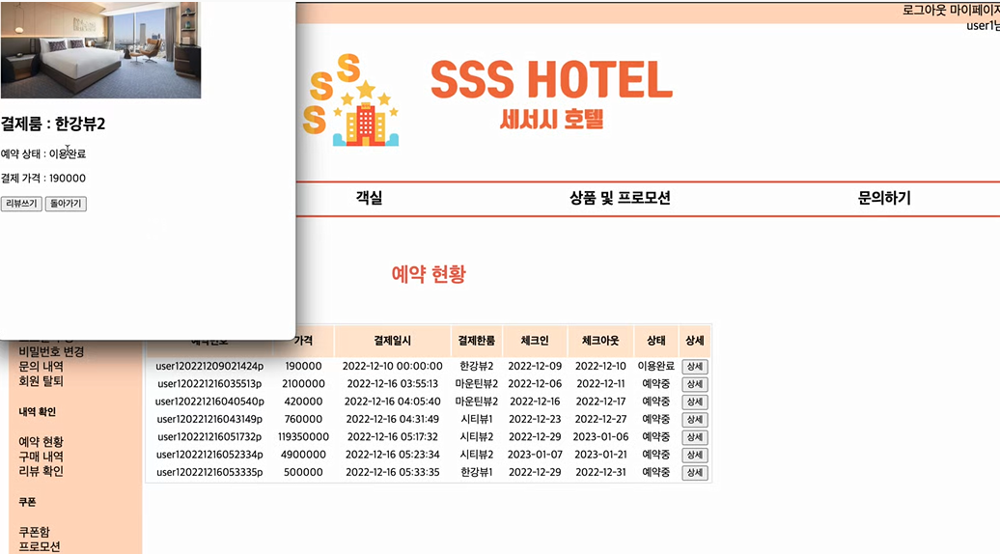 결제룸 : 한강뷰2
예약 상태 : 이용완료
결제 가격 : 190000
리뷰쓰기 돌아가기
로그아웃 마이페이지
user1님
S S S
SSS HOTEL
세서시 호텔
객실 상품 및 프로모션 문의하기
예약 현황
비밀번호 변경
문의 내역
회원 탈퇴
내역 확인
예약 현황
구매 내역
리뷰 확인
쿠폰
쿠폰함
프로모션
예약번호 가격 결제일시 결제한룸 체크인 체크아웃 상태 상세
user120221209021424p 190000 2022-12-10 00:00:00 한강뷰2 2022-12-09 2022-12-10 이용완료 상세
user120221216035513p 2100000 2022-12-16 03:55:13 마운틴뷰2 2022-12-06 2022-12-11 예약중 상세
user120221216040540p 420000 2022-12-16 04:05:40 마운틴뷰2 2022-12-16 2022-12-17 예약중 상세
user120221216043149p 760000 2022-12-16 04:31:49 시티뷰1 2022-12-23 2022-12-27 예약중 상세
user120221216051732p 119350000 2022-12-16 05:17:32 시티뷰2 2022-12-29 2023-01-06 예약중 상세
user120221216052334p 4900000 2022-12-16 05:23:34 시티뷰2 2023-01-07 2023-01-21 예약중 상세
user120221216053335p 500000 2022-12-16 05:33:35 한강뷰1 2022-12-29 2022-12-31 예약중 상세